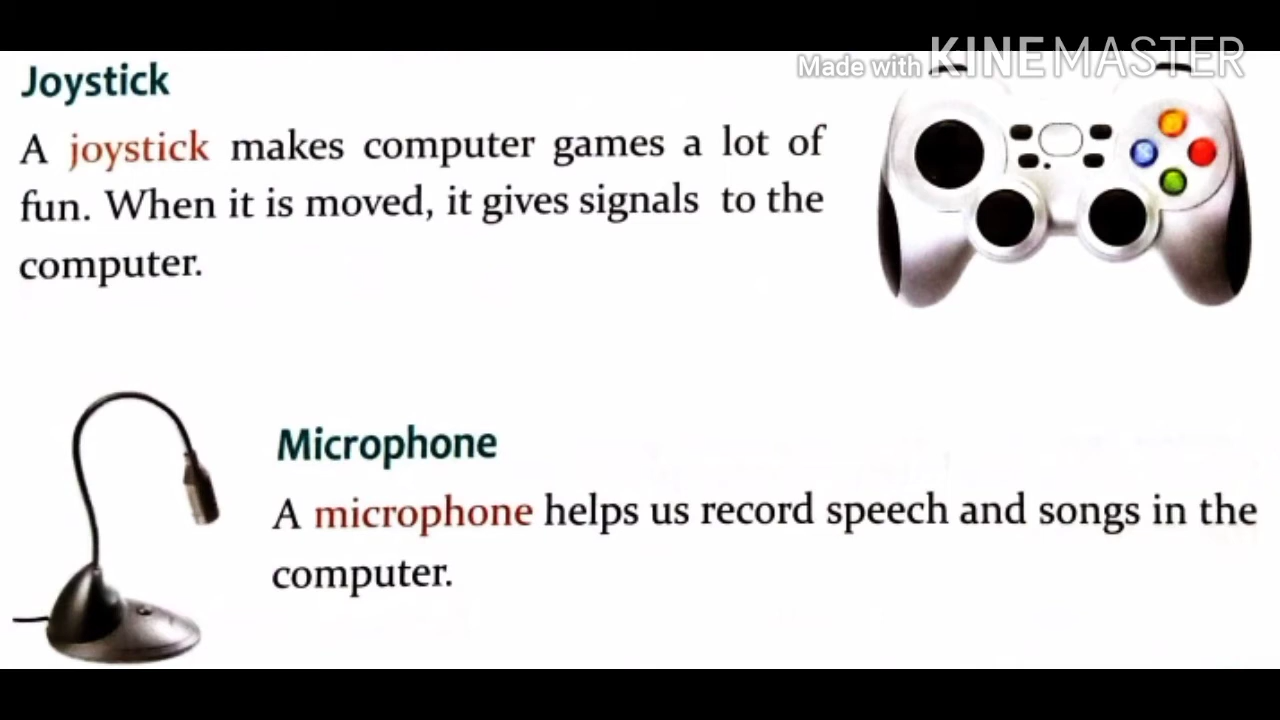 Made with KINEMASTER
Joystick
A joystick makes computer games a lot of
fun. When it is moved, it gives signals to the
computer.
Microphone
A microphone helps us record speech and songs in the
computer.